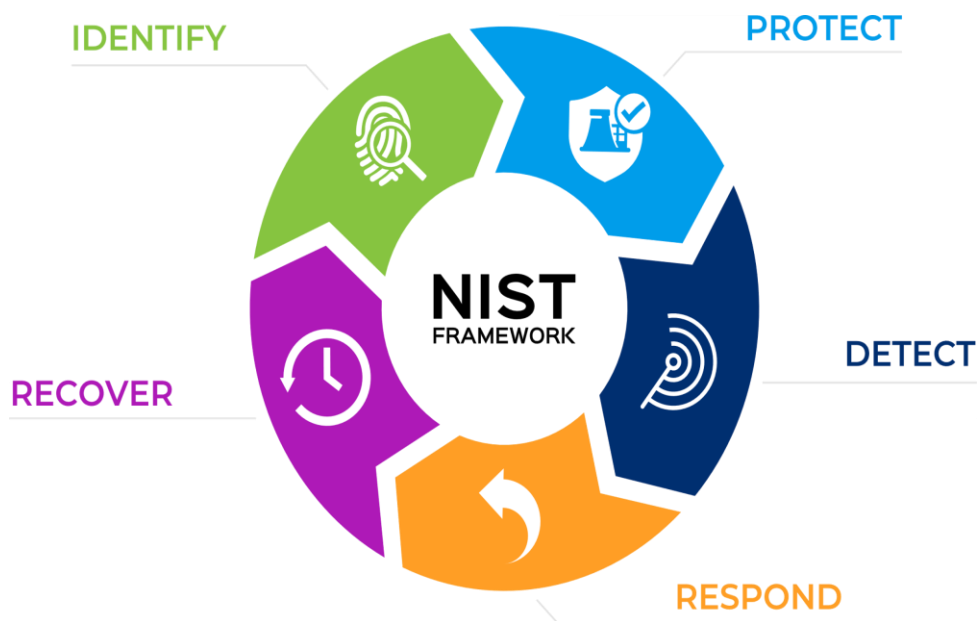 IDENTIFY
PROTECT
NIST
FRAMEWORK
DETECT
RECOVER
RESPOND